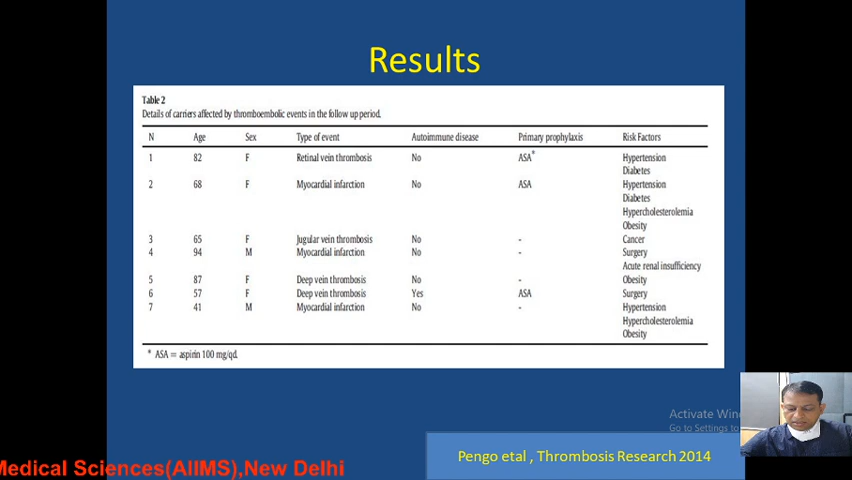 Results
Table 2
Details of carriers affected by thromboembolic events in the follow up period.
N Age Sex Type of event Autoimmune disease Primary prophylaxis Risk Factors
1 82 F Retinal vein thrombosis No ASA* Hypertension
Diabetes
2 68 F Myocardial infarction No ASA Hypertension
Diabetes
Hypercholesterolemia
Obesity
3 65 F Jugular vein thrombosis No - Cancer
4 94 M Myocardial infarction No - Surgery
Acute renal insufficiency
5 87 F Deep vein thrombosis No - Obesity
6 57 F Deep vein thrombosis Yes ASA Surgery
7 41 M Myocardial infarction No - Hypertension
Hypercholesterolemia
Obesity
* ASA = aspirin 100 mg/qd.
Activate Win
Go to Settings to
Pengo etal , Thrombosis Research 2014
Medical Sciences(AIIMS),New Delhi